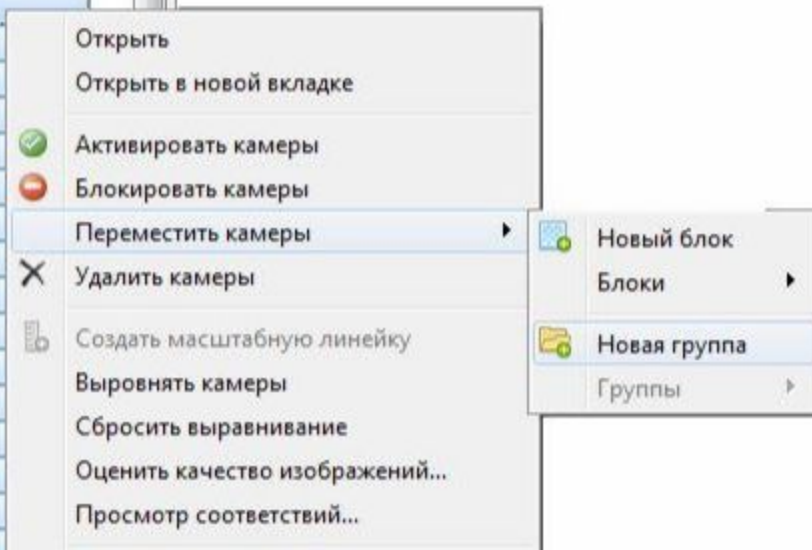 Открыть
Открыть в новой вкладке
Активировать камеры
Блокировать камеры
Переместить камеры
Удалить камеры
Создать масштабную линейку
Выровнять камеры
Сбросить выравнивание
Оценить качество изображений...
Просмотр соответствий...
Новый блок
Блоки
Новая группа
Группы